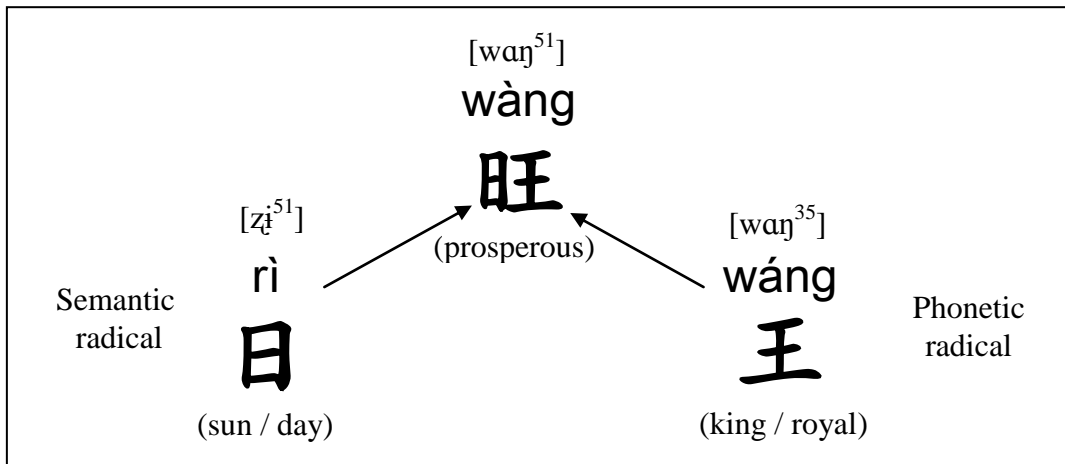 [wɑŋ51]
wàng
旺
(prosperous)
Semantic
radical
[ʐɨ51]
rì
日
(sun / day)
[wɑŋ35]
wáng
王
(king / royal)
Phonetic
radical